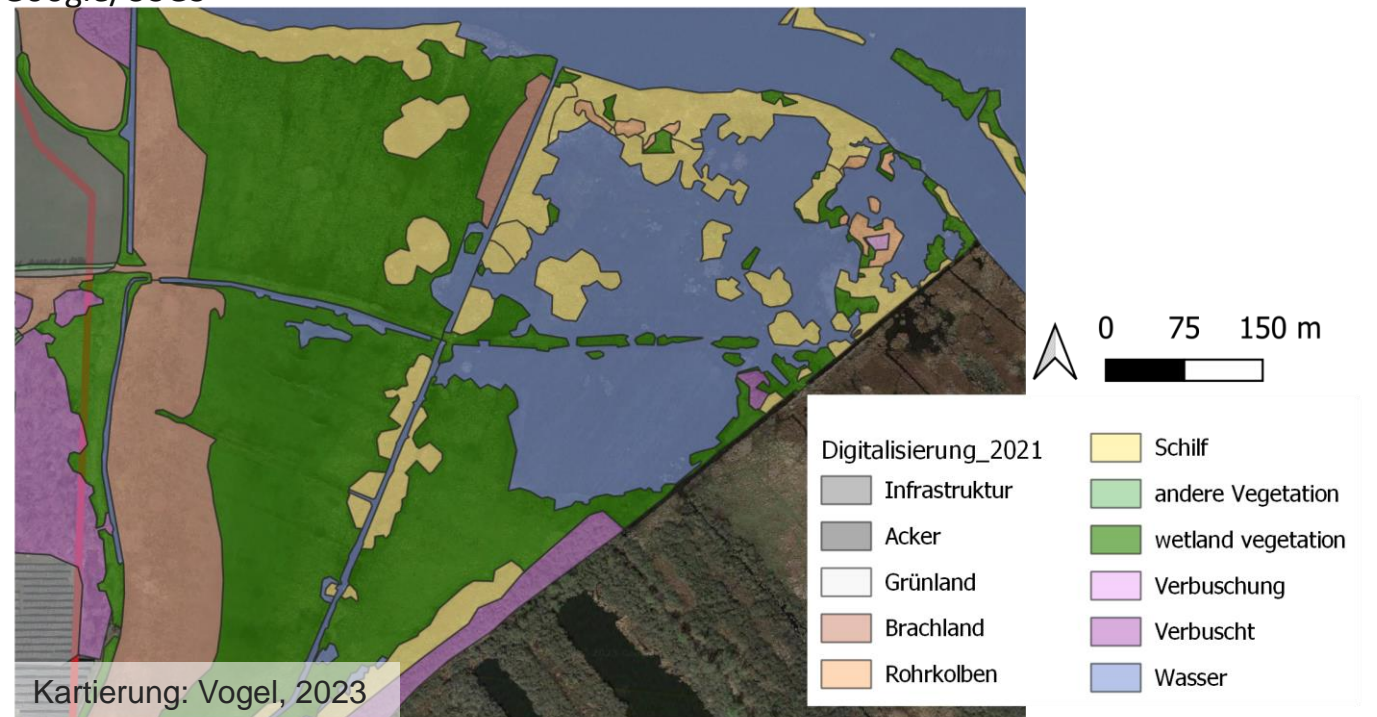 0 75 150 m
Digitalisierung_2021
Infrastruktur
Acker
Grünland
Brachland
Rohrkolben
Schilf
andere Vegetation
wetland vegetation
Verbuschung
Verbuscht
Wasser
Kartierung: Vogel, 2023